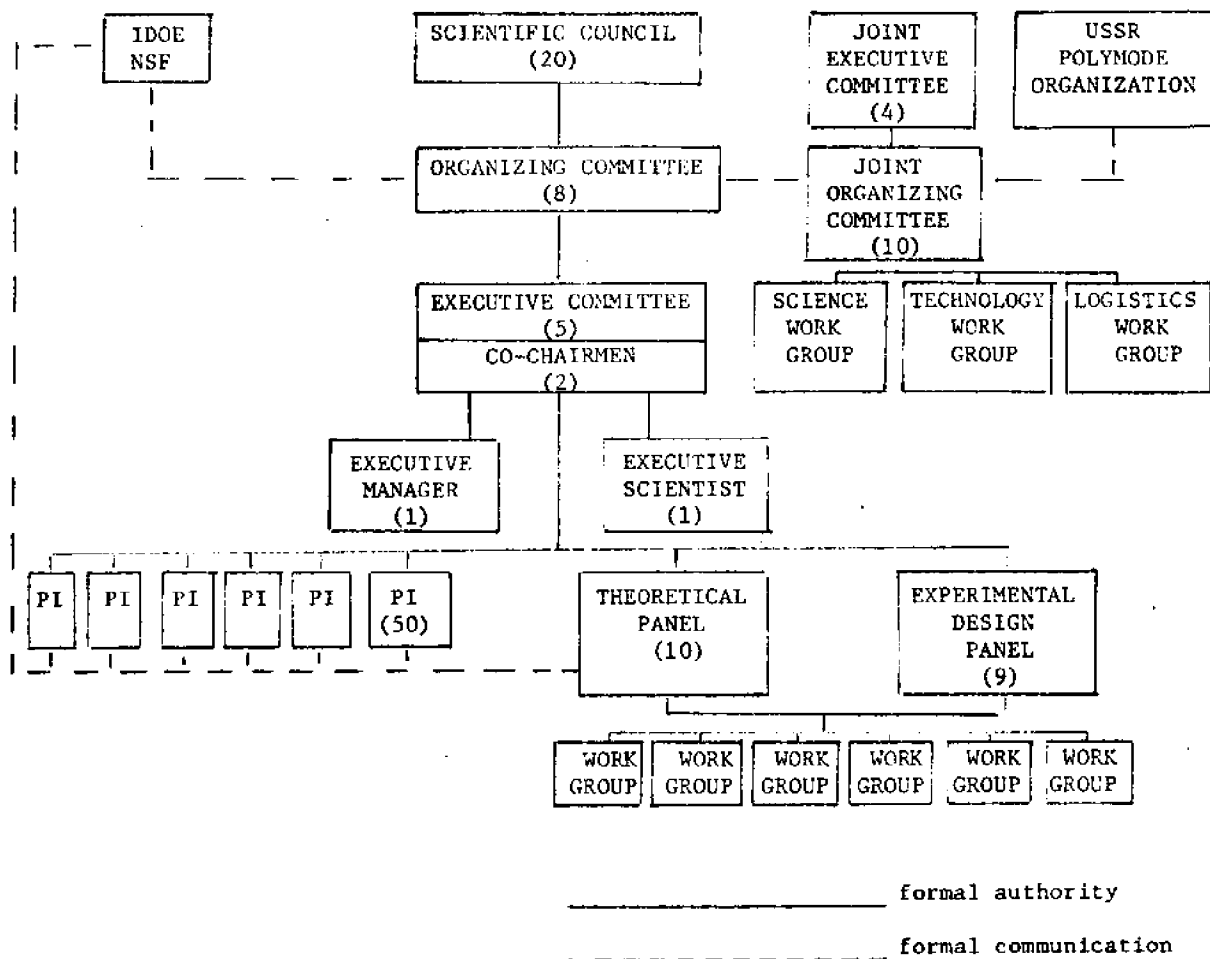 IDOE
NSF
SCIENTIFIC COUNCIL
(20)
JOINT
EXECUTIVE
COMMITTEE
(4)
USSR
POLYMODE
ORGANIZATION
ORGANIZING COMMITTEE
(8)
JOINT
ORGANIZING
COMMITTEE
(10)
EXECUTIVE COMMITTEE
(5)
CO-CHAIRMEN
(2)
SCIENCE
WORK
GROUP
TECHNOLOGY
WORK
GROUP
LOGISTICS
WORK
GROUP
EXECUTIVE
MANAGER
(1)
EXECUTIVE
SCIENTIST
(1)
PI
PI
PI
PI
PI
PI
(50)
THEORETICAL
PANEL
(10)
EXPERIMENTAL
DESIGN
PANEL
(9)
WORK
GROUP
WORK
GROUP
WORK
GROUP
WORK
GROUP
WORK
GROUP
WORK
GROUP
formal authority
formal communication